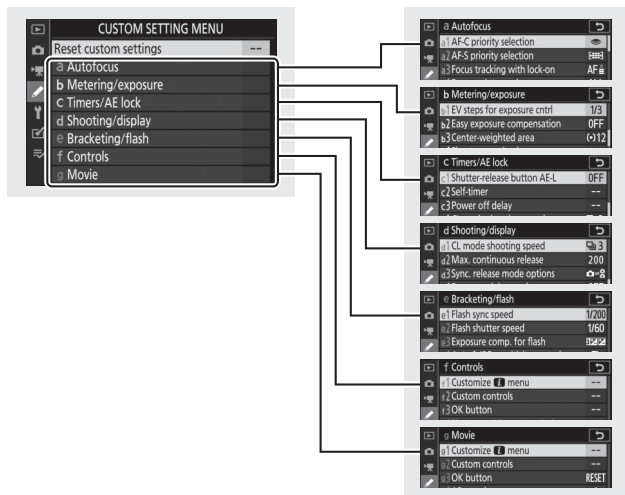 CUSTOM SETTING MENU
Reset custom settings --
a Autofocus
b Metering/exposure
c Timers/AE lock
d Shooting/display
e Bracketing/flash
f Controls
g Movie
a Autofocus
a1 AF-C priority selection
a2 AF-S priority selection
a3 Focus tracking with lock-on AF
b Metering/exposure
b1 EV steps for exposure cntrl 1/3
b2 Easy exposure compensation OFF
b3 Center-weighted area (•)12
c Timers/AE lock
c1 Shutter-release button AE-L OFF
c2 Self-timer --
c3 Power off delay --
d Shooting/display
d1 CL mode shooting speed 3
d2 Max. continuous release 200
d3 Sync. release mode options
e Bracketing/flash
e1 Flash sync speed 1/200
e2 Flash shutter speed 1/60
e3 Exposure comp. for flash
f Controls
f1 Customize i menu --
f2 Custom controls --
f3 OK button --
g Movie
g1 Customize i menu --
g2 Custom controls --
g3 OK button RESET